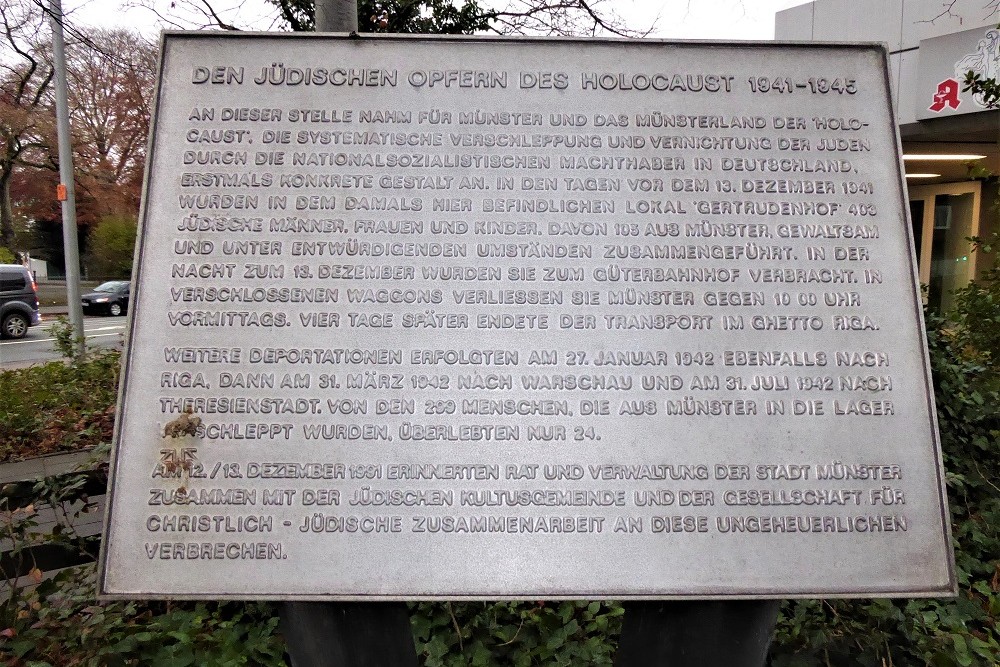 DEN JÜDISCHEN OPFERN DES HOLOCAUST 1941-1945
AN DIESER STELLE NAHM FÜR MÜNSTER UND DAS MÜNSTERLAND DER 'HOLO-
CAUST', DIE SYSTEMATISCHE VERSCHLEPPUNG UND VERNICHTUNG DER JUDEN
DURCH DIE NATIONALSOZIALISTISCHEN MACHTHABER IN DEUTSCHLAND,
ERSTMALS KONKRETE GESTALT AN. IN DEN TAGEN VOR DEM 13. DEZEMBER 1941
WURDEN IN DEM DAMALS HIER BEFINDLICHEN LOKAL 'GERTRUDENHOF' 403
JÜDISCHE MÄNNER, FRAUEN UND KINDER, DAVON 105 AUS MÜNSTER, GEWALTSAM
UND UNTER ENTWÜRDIGENDEN UMSTÄNDEN ZUSAMMENGEFÜHRT. IN DER
NACHT ZUM 13. DEZEMBER WURDEN SIE ZUM GÜTERBAHNHOF VERBRACHT. IN
VERSCHLOSSENEN WAGGONS VERLIESSEN SIE MÜNSTER GEGEN 10 00 UHR
VORMITTAGS. VIER TAGE SPÄTER ENDETE DER TRANSPORT IM GHETTO RIGA.
WEITERE DEPORTATIONEN ERFOLGTEN AM 27. JANUAR 1942 EBENFALLS NACH
RIGA, DANN AM 31. MÄRZ 1942 NACH WARSCHAU UND AM 31. JULI 1942 NACH
THERESIENSTADT. VON DEN 299 MENSCHEN, DIE AUS MÜNSTER IN DIE LAGER
VERSCHLEPPT WURDEN, ÜBERLEBTEN NUR 24.
AM 12./13. DEZEMBER 1991 ERINNERTEN RAT UND VERWALTUNG DER STADT MÜNSTER
ZUSAMMEN MIT DER JÜDISCHEN KULTUSGEMEINDE UND DER GESELLSCHAFT FÜR
CHRISTLICH - JÜDISCHE ZUSAMMENARBEIT AN DIESE UNGEHEUERLICHEN
VERBRECHEN.